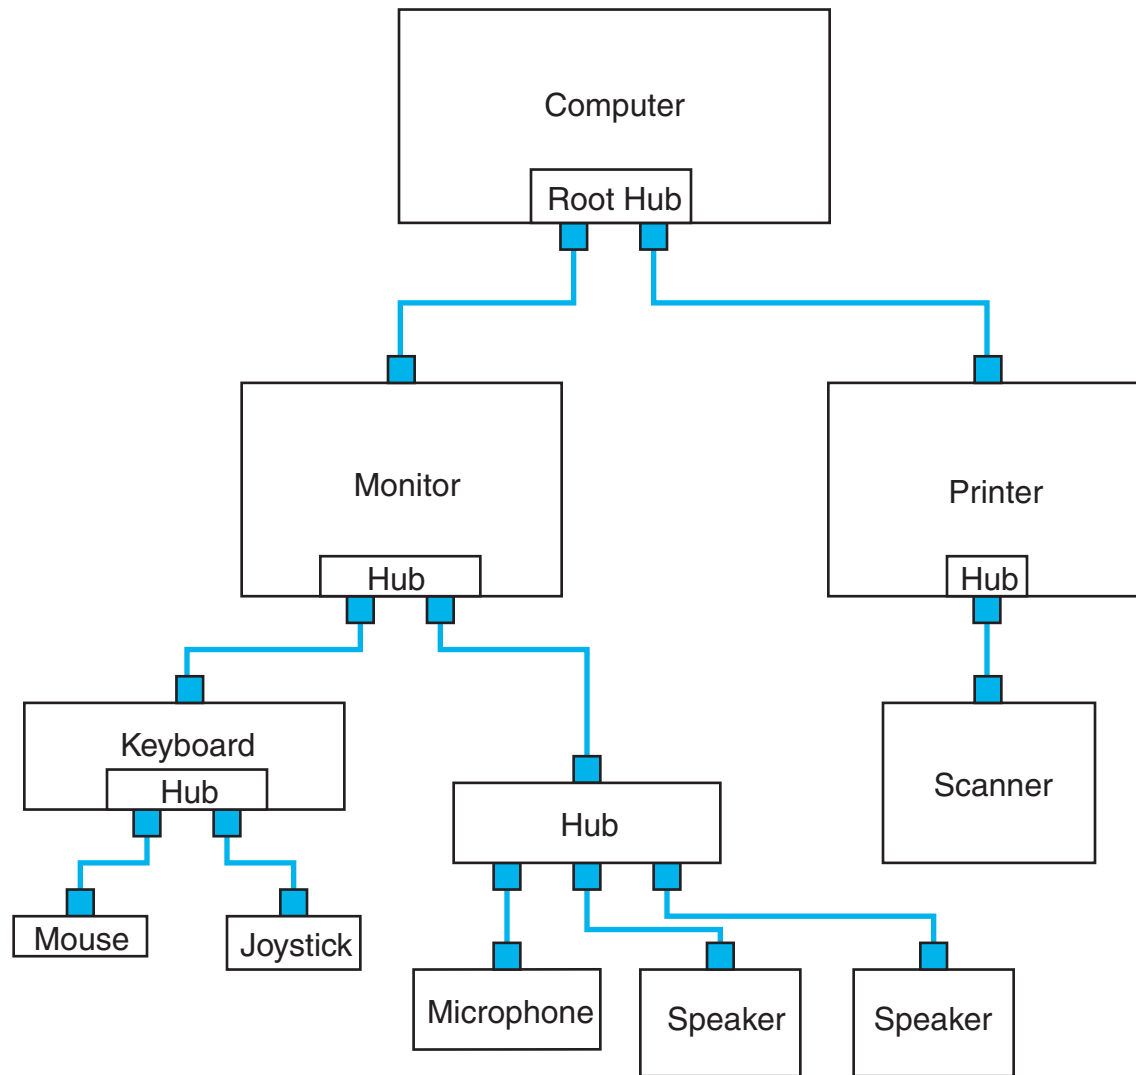 Computer
Root Hub
Monitor
Printer
Hub
Hub
Keyboard
Scanner
Hub
Hub
Mouse
Joystick
Microphone
Speaker
Speaker